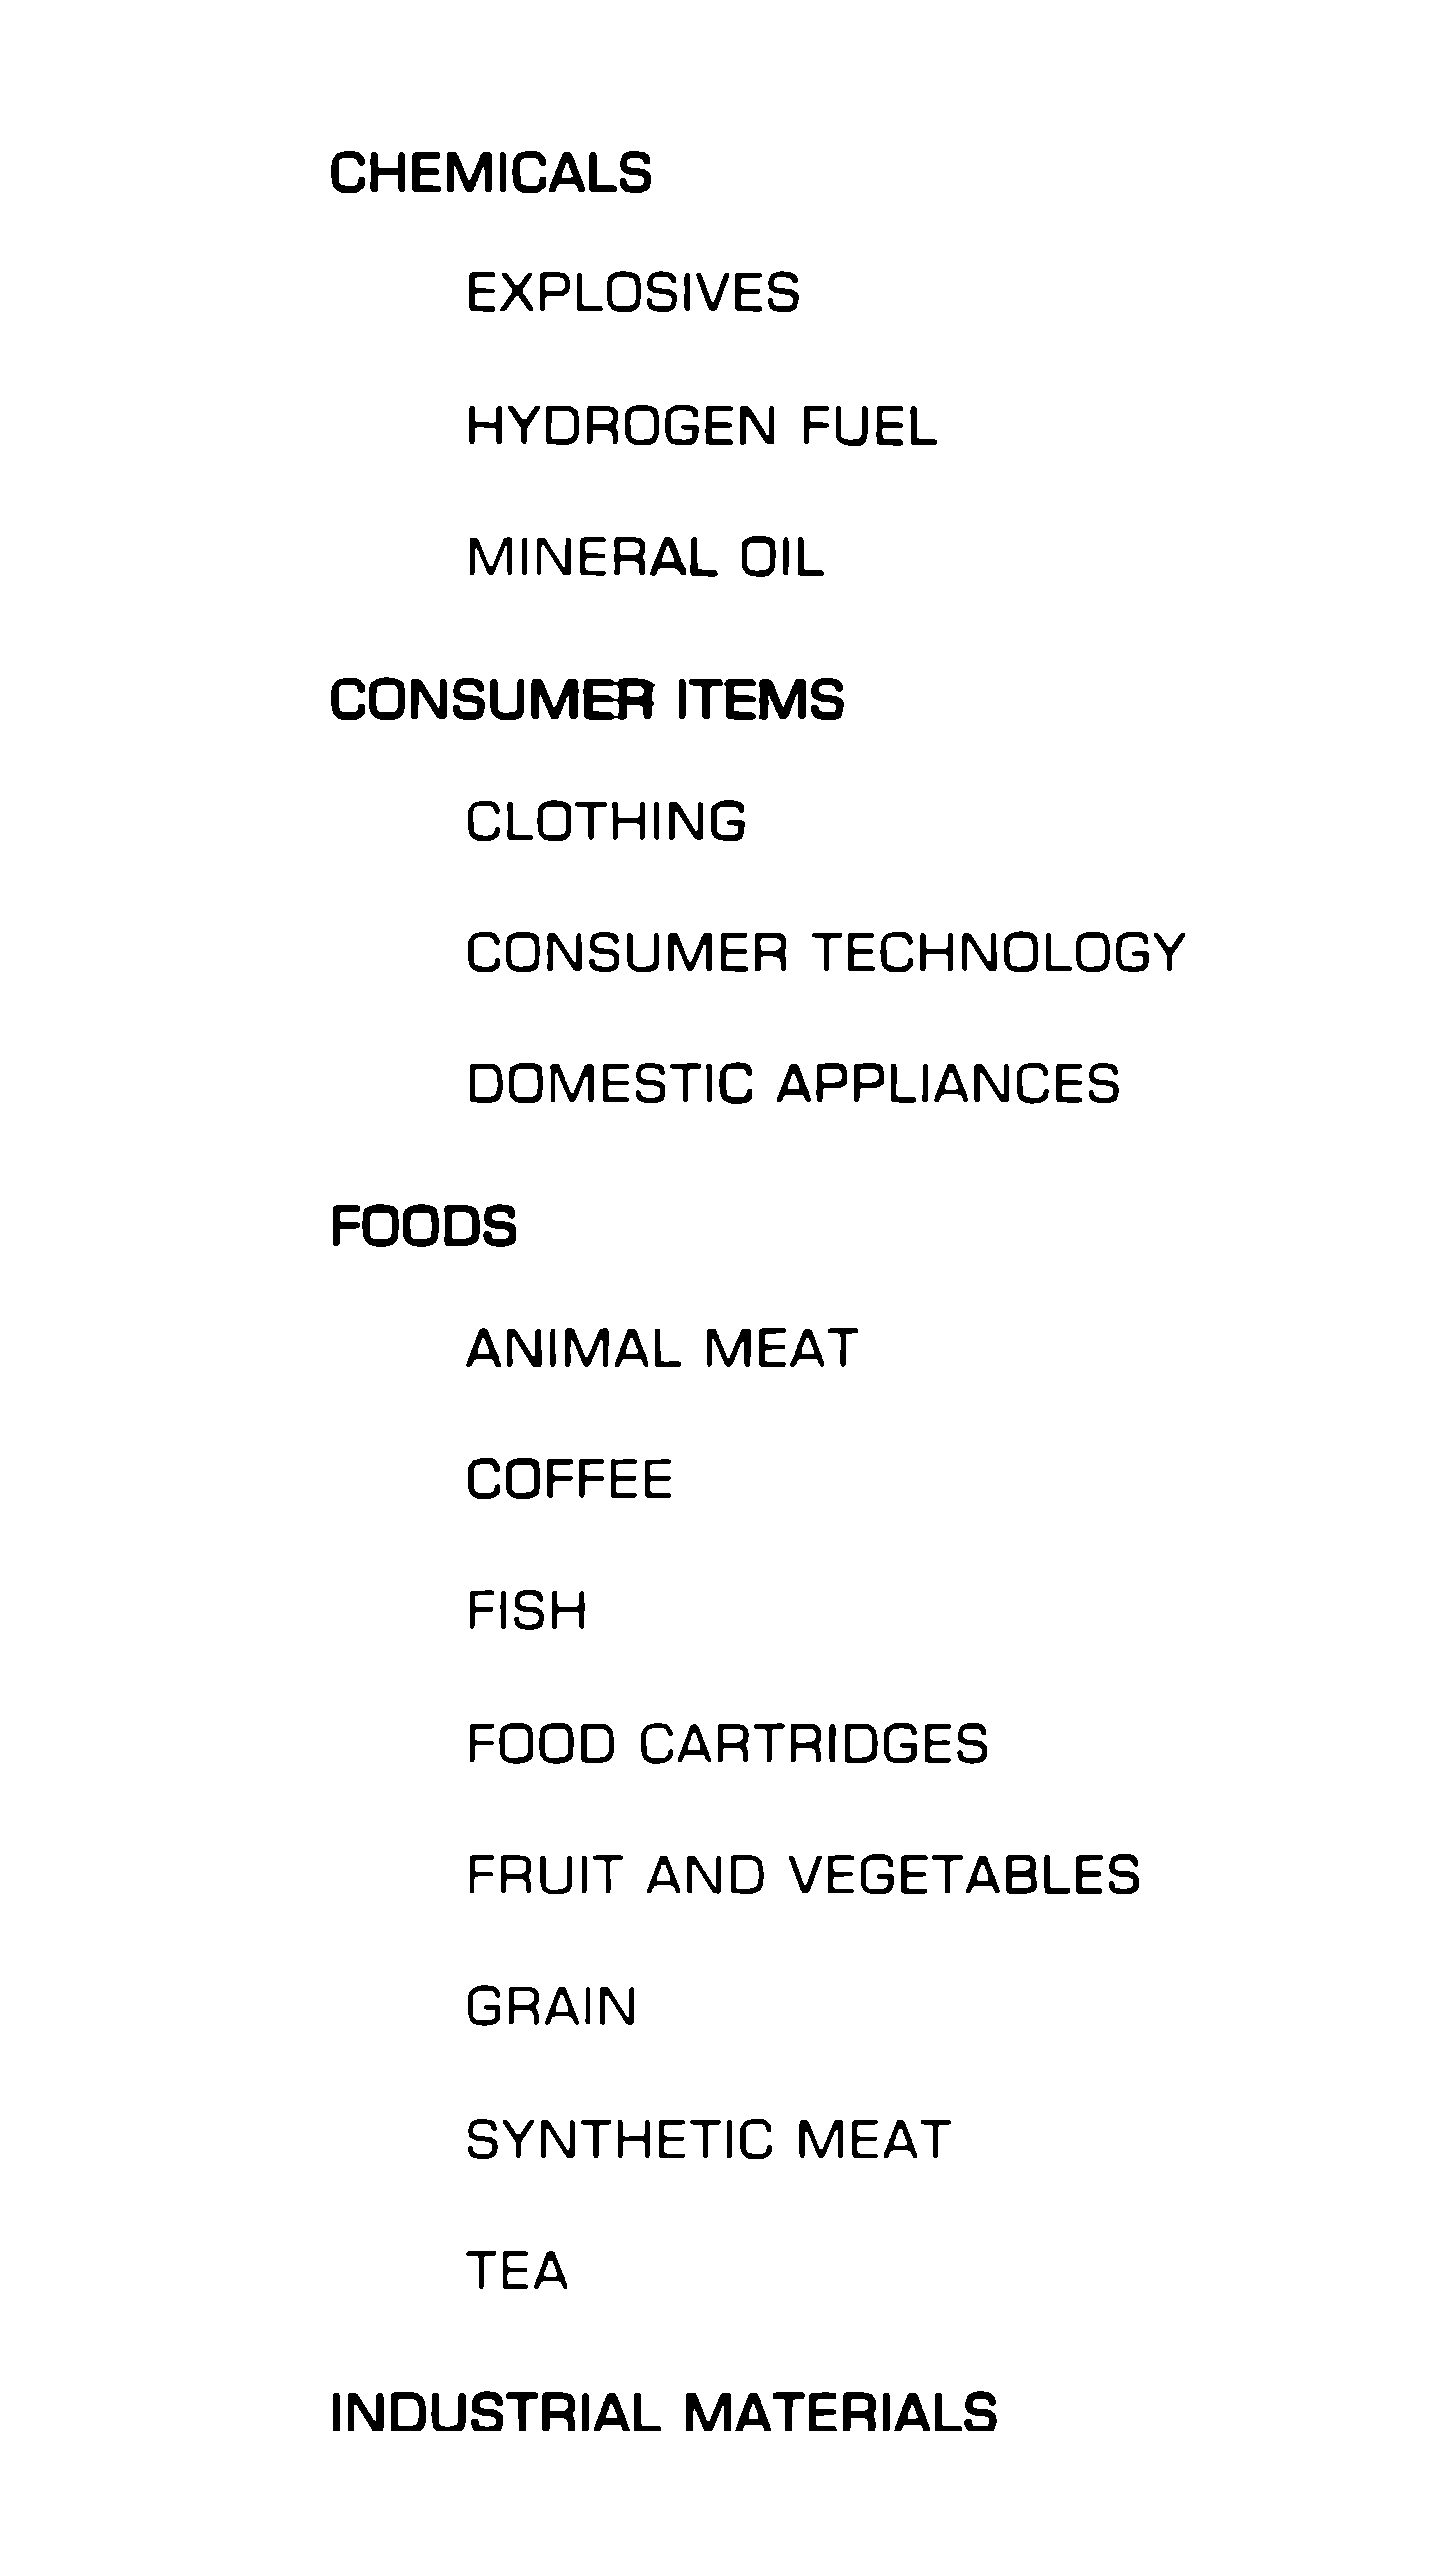 CHEMICALS
EXPLOSIVES
HYDROGEN FUEL
MINERAL OIL
CONSUMER ITEMS
CLOTHING
CONSUMER TECHNOLOGY
DOMESTIC APPLIANCES
FOODS
ANIMAL MEAT
COFFEE
FISH
FOOD CARTRIDGES
FRUIT AND VEGETABLES
GRAIN
SYNTHETIC MEAT
TEA
INDUSTRIAL MATERIALS